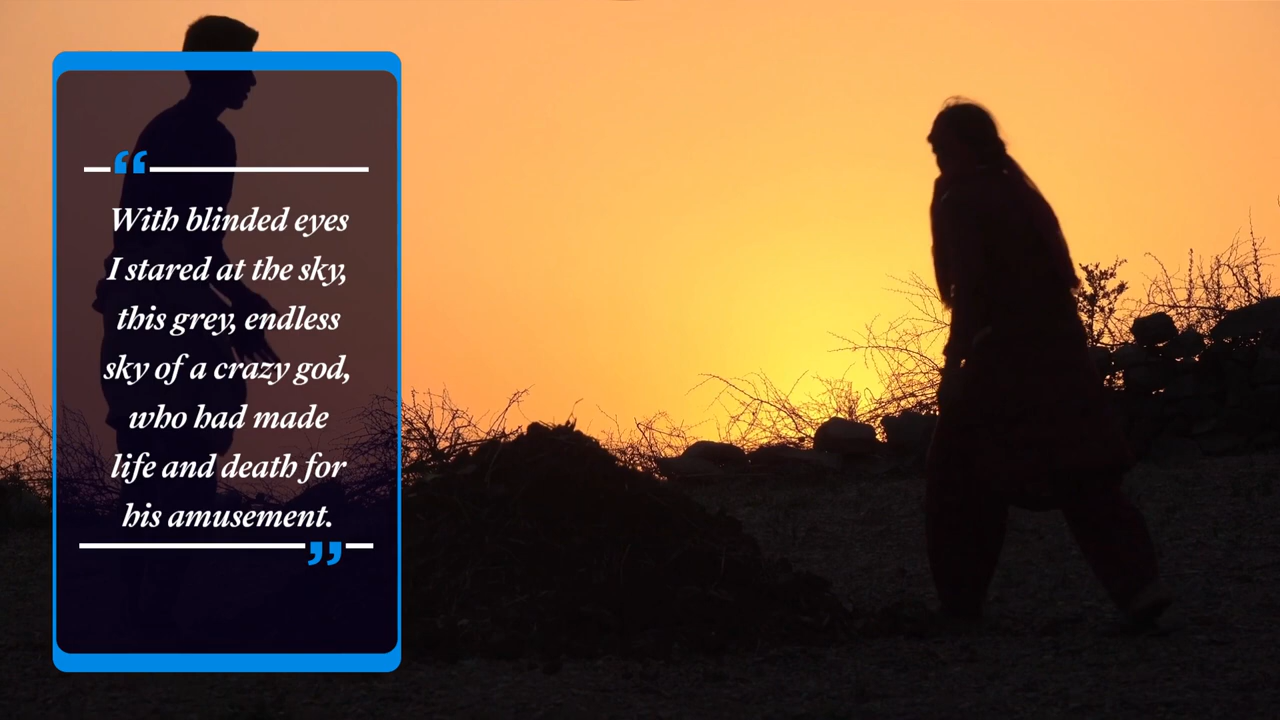 “
With blinded eyes
I stared at the sky,
this grey, endless
sky of a crazy god,
who had made
life and death for
his amusement.
”